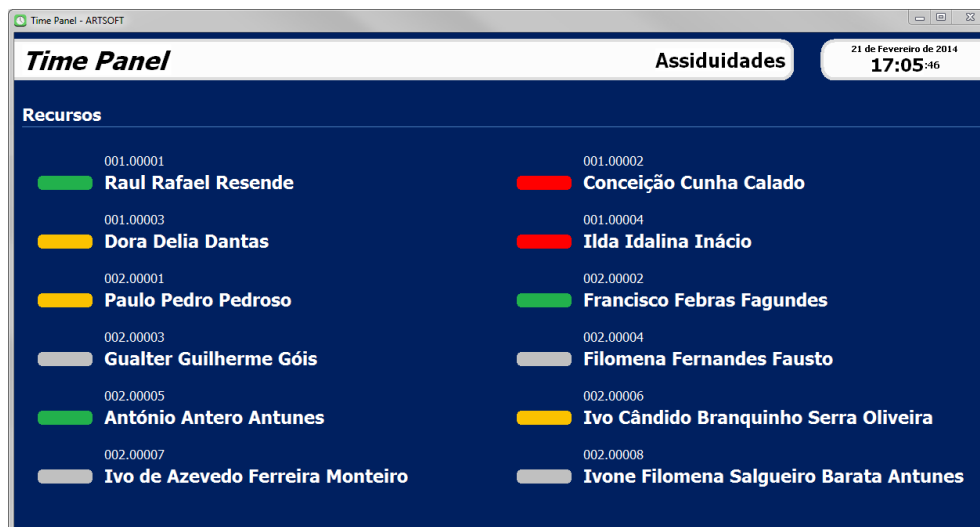 Time Panel - ARTSOFT
Time Panel
Assiduidades
21 de Fevereiro de 2014
17:05:46
Recursos
001.00001
Raul Rafael Resende
001.00002
Conceição Cunha Calado
001.00003
Dora Delia Dantas
001.00004
Ilda Idalina Inácio
002.00001
Paulo Pedro Pedroso
002.00002
Francisco Febras Fagundes
002.00003
Gualter Guilherme Góis
002.00004
Filomena Fernandes Fausto
002.00005
António Antero Antunes
002.00006
Ivo Cândido Branquinho Serra Oliveira
002.00007
Ivo de Azevedo Ferreira Monteiro
002.00008
Ivone Filomena Salgueiro Barata Antunes